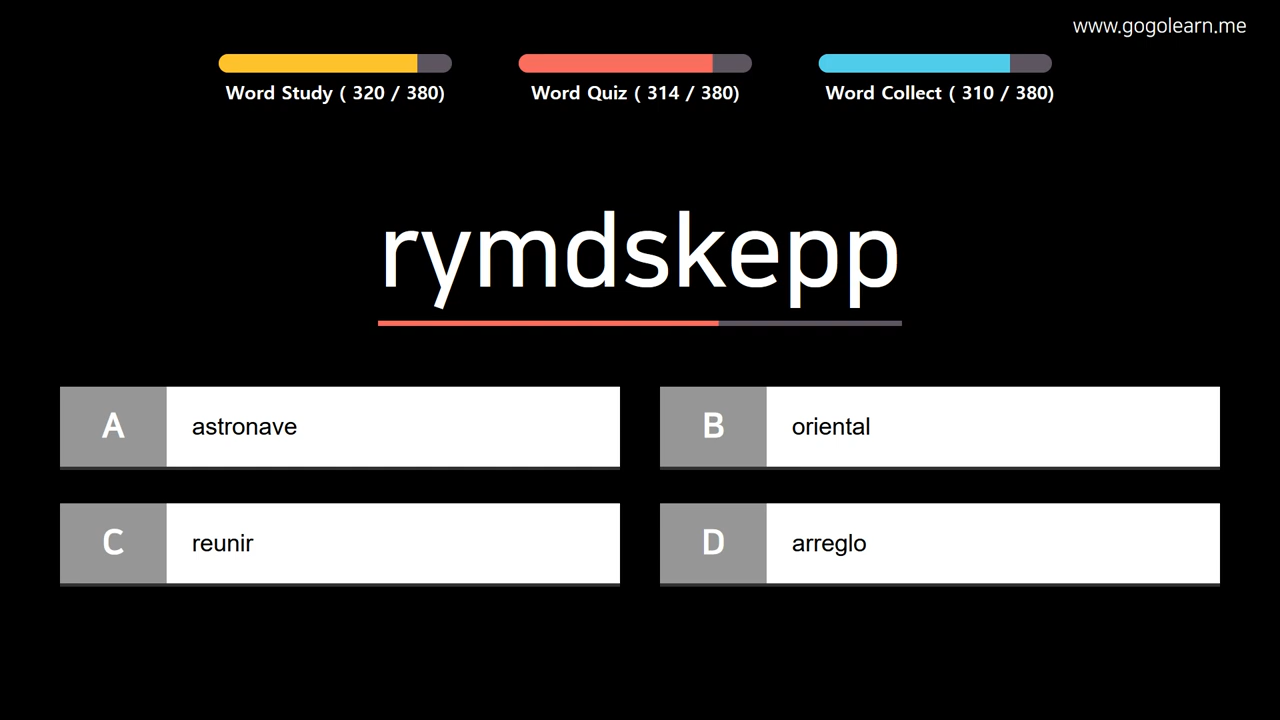 www.gogolearn.me
Word Study ( 320 / 380)
Word Quiz ( 314 / 380)
Word Collect ( 310 / 380)
rymdskepp
A astronave
B oriental
C reunir
D arreglo